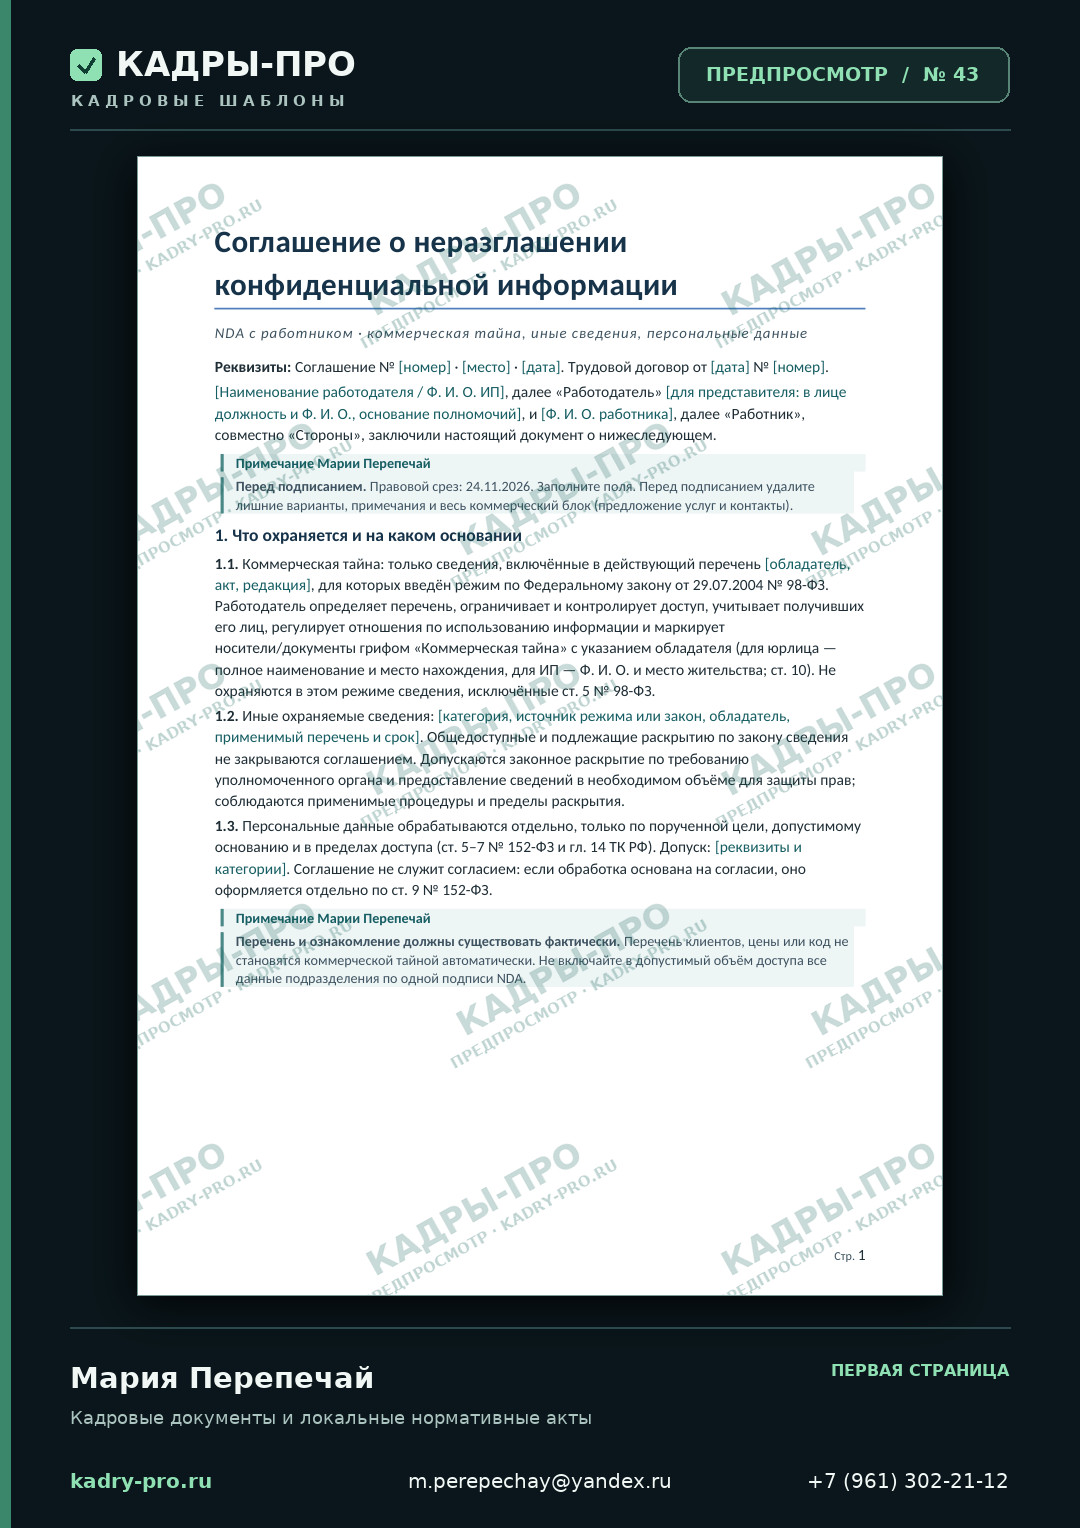 КАДРЫ-ПРО
КАДРОВЫЕ ШАБЛОНЫ
ПРЕДПРОСМОТР / № 43
Соглашение о неразглашении
конфиденциальной информации
NDA с работником · коммерческая тайна, иные сведения, персональные данные
Реквизиты: Соглашение № [номер] · [место] · [дата]. Трудовой договор от [дата] № [номер].
[Наименование работодателя / Ф. И. О. ИП], далее «Работодатель» [для представителя: в лице
должность и Ф. И. О., основание полномочий], и [Ф. И. О. работника], далее «Работник»,
совместно «Стороны», заключили настоящий документ о нижеследующем.
Примечание Марии Перепечай
Перед подписанием. Правовой срез: 24.11.2026. Заполните поля. Перед подписанием удалите
лишние варианты, примечания и весь коммерческий блок (предложение услуг и контакты).
1. Что охраняется и на каком основании
1.1. Коммерческая тайна: только сведения, включённые в действующий перечень [обладатель,
акт, редакция], для которых введён режим по Федеральному закону от 29.07.2004 № 98-ФЗ.
Работодатель определяет перечень, ограничивает и контролирует доступ, учитывает получивших
его лиц, регулирует отношения по использованию информации и маркирует
носители/документы грифом «Коммерческая тайна» с указанием обладателя (для юрлица —
полное наименование и место нахождения, для ИП — Ф. И. О. и место жительства; ст. 10). Не
охраняются в этом режиме сведения, исключённые ст. 5 № 98-ФЗ.
1.2. Иные охраняемые сведения: [категория, источник режима или закон, обладатель,
применимый перечень и срок]. Общедоступные и подлежащие раскрытию по закону сведения
не закрываются соглашением. Допускаются законное раскрытие по требованию
уполномоченного органа и предоставление сведений в необходимом объёме для защиты прав;
соблюдаются применимые процедуры и пределы раскрытия.
1.3. Персональные данные обрабатываются отдельно, только по порученной цели, допустимому
основанию и в пределах доступа (ст. 5–7 № 152-ФЗ и гл. 14 ТК РФ). Допуск: [реквизиты и
категории]. Соглашение не служит согласием: если обработка основана на согласии, оно
оформляется отдельно по ст. 9 № 152-ФЗ.
Примечание Марии Перепечай
Перечень и ознакомление должны существовать фактически. Перечень клиентов, цены или код не
становятся коммерческой тайной автоматически. Не включайте в допустимый объём доступа все
данные подразделения по одной подписи NDA.
КАДРЫ-ПРО
ПРЕДПРОСМОТР · KADRY-PRO.RU
Стр. 1
Мария Перепечай
ПЕРВАЯ СТРАНИЦА
Кадровые документы и локальные нормативные акты
kadry-pro.ru
m.perepechay@yandex.ru
+7 (961) 302-21-12